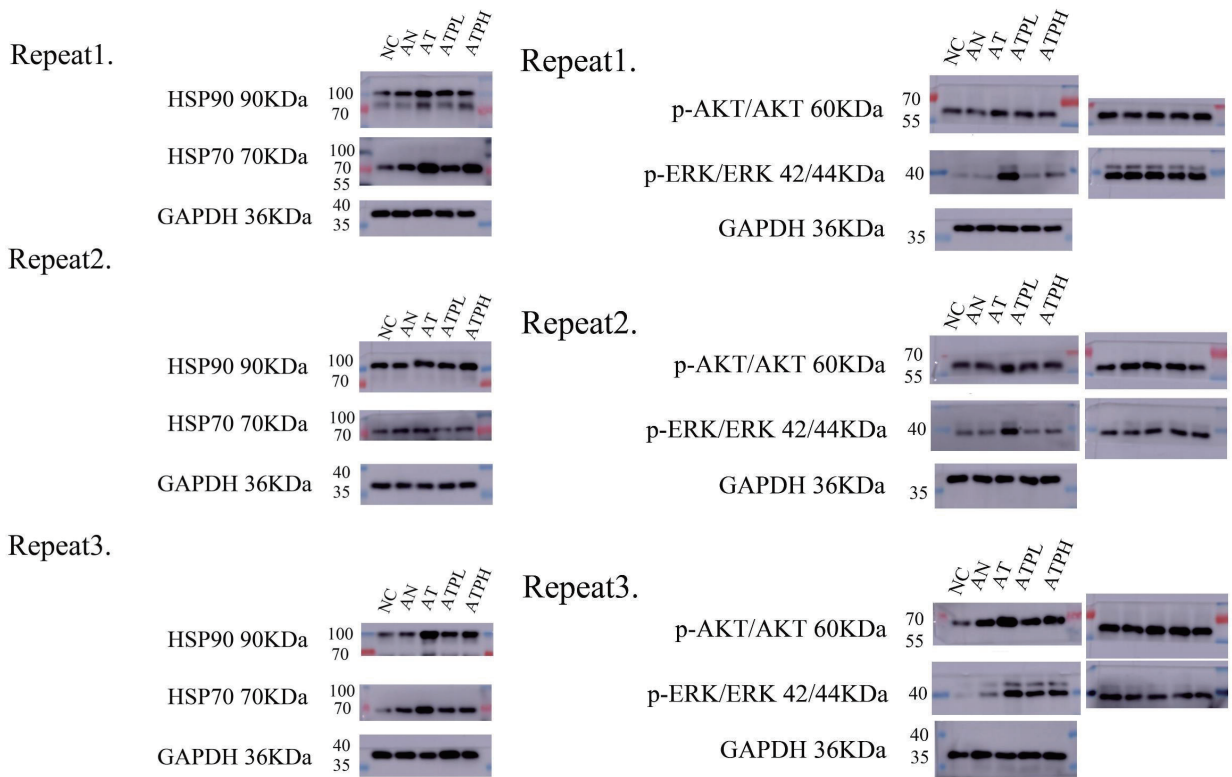 Repeat1.
NC AN AT ATPL ATPH
HSP90 90KDa
100
70
HSP70 70KDa
100
70
55
GAPDH 36KDa
40
35
Repeat2.
NC AN AT ATPL ATPH
HSP90 90KDa
100
70
HSP70 70KDa
100
70
GAPDH 36KDa
40
35
Repeat3.
NC AN AT ATPL ATPH
HSP90 90KDa
100
70
HSP70 70KDa
100
70
GAPDH 36KDa
40
35
Repeat1.
NC AN AT ATPL ATPH
p-AKT/AKT 60KDa
70
55
p-ERK/ERK 42/44KDa
40
GAPDH 36KDa
35
Repeat2.
NC AN AT ATPL ATPH
p-AKT/AKT 60KDa
70
55
p-ERK/ERK 42/44KDa
40
GAPDH 36KDa
35
Repeat3.
NC AN AT ATPL ATPH
p-AKT/AKT 60KDa
70
55
p-ERK/ERK 42/44KDa
40
GAPDH 36KDa
40
35